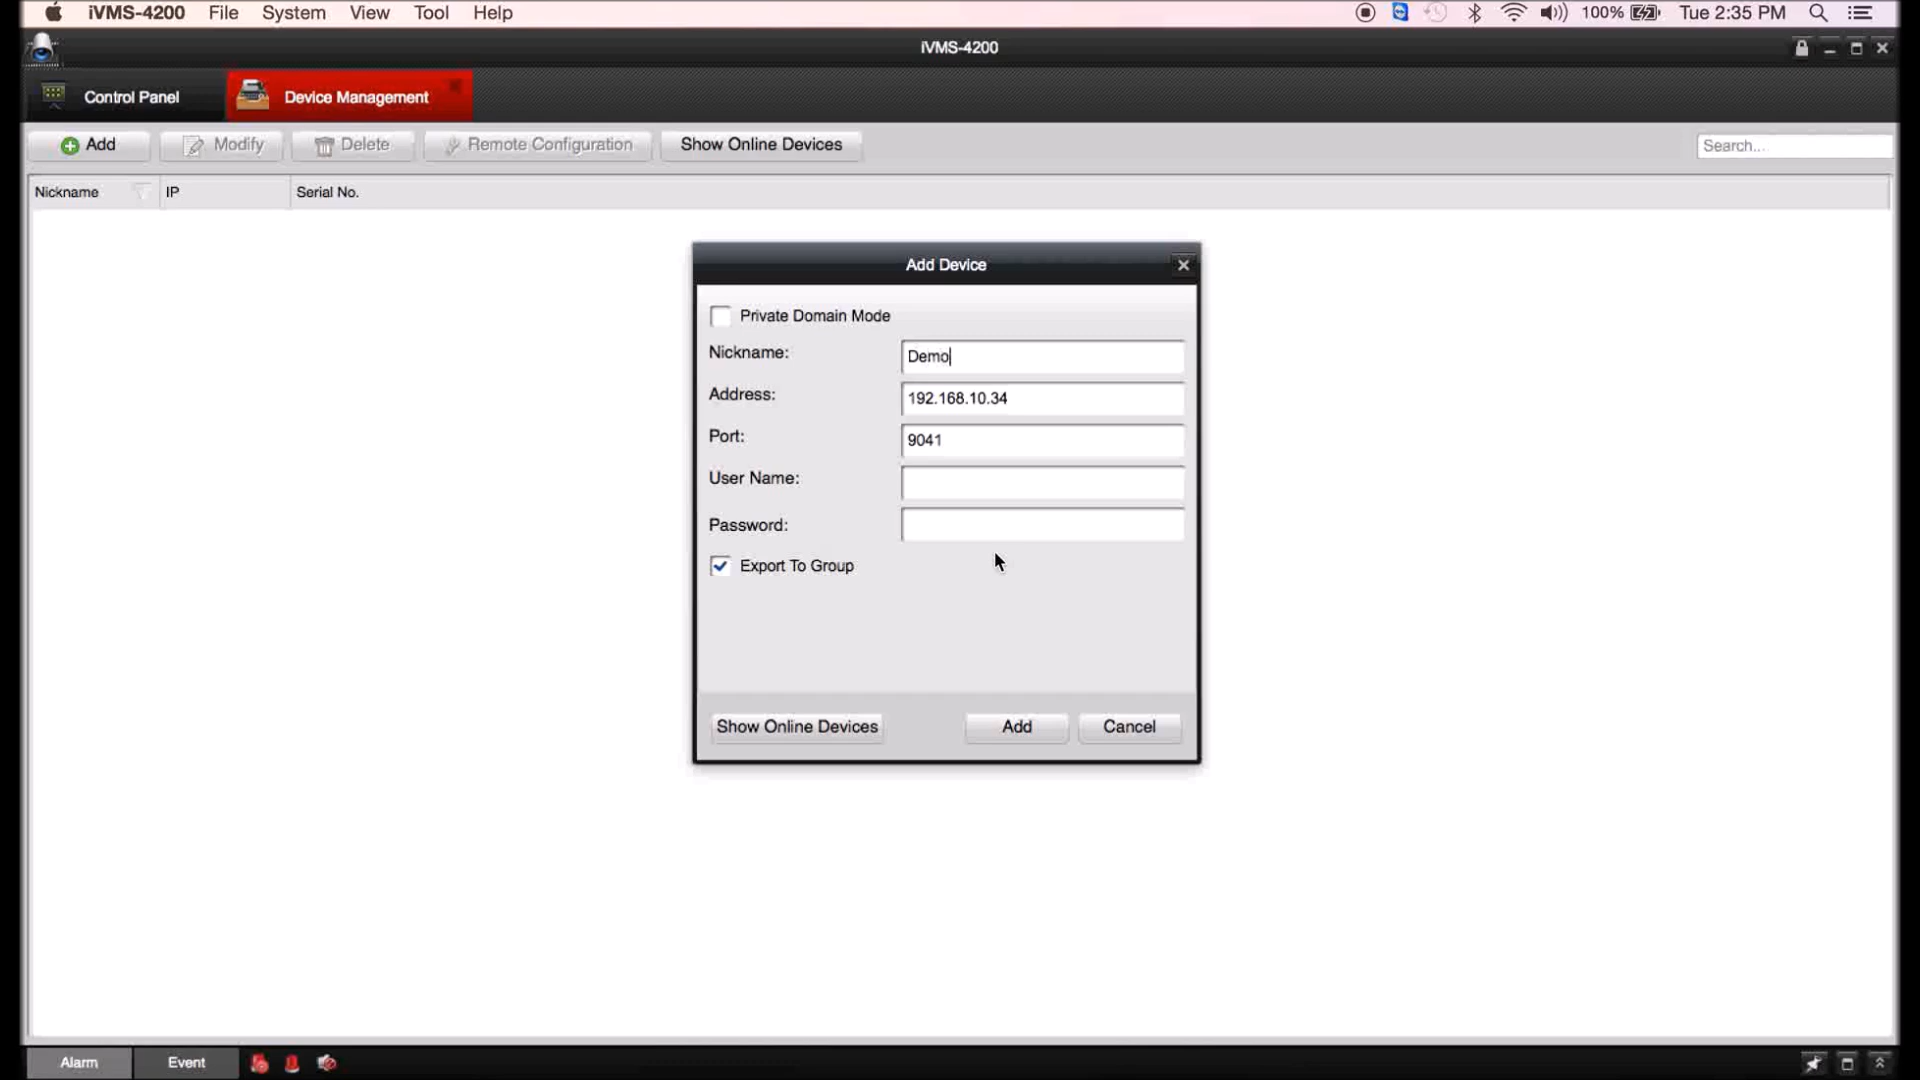 iVMS-4200 File System View Tool Help 100% Tue 2:35 PM
iVMS-4200
Control Panel Device Management
Add Modify Delete Remote Configuration Show Online Devices Search...
Nickname IP Serial No.
Add Device
Private Domain Mode
Nickname: Demo
Address: 192.168.10.34
Port: 9041
User Name:
Password:
Export To Group
Show Online Devices Add Cancel
Alarm Event